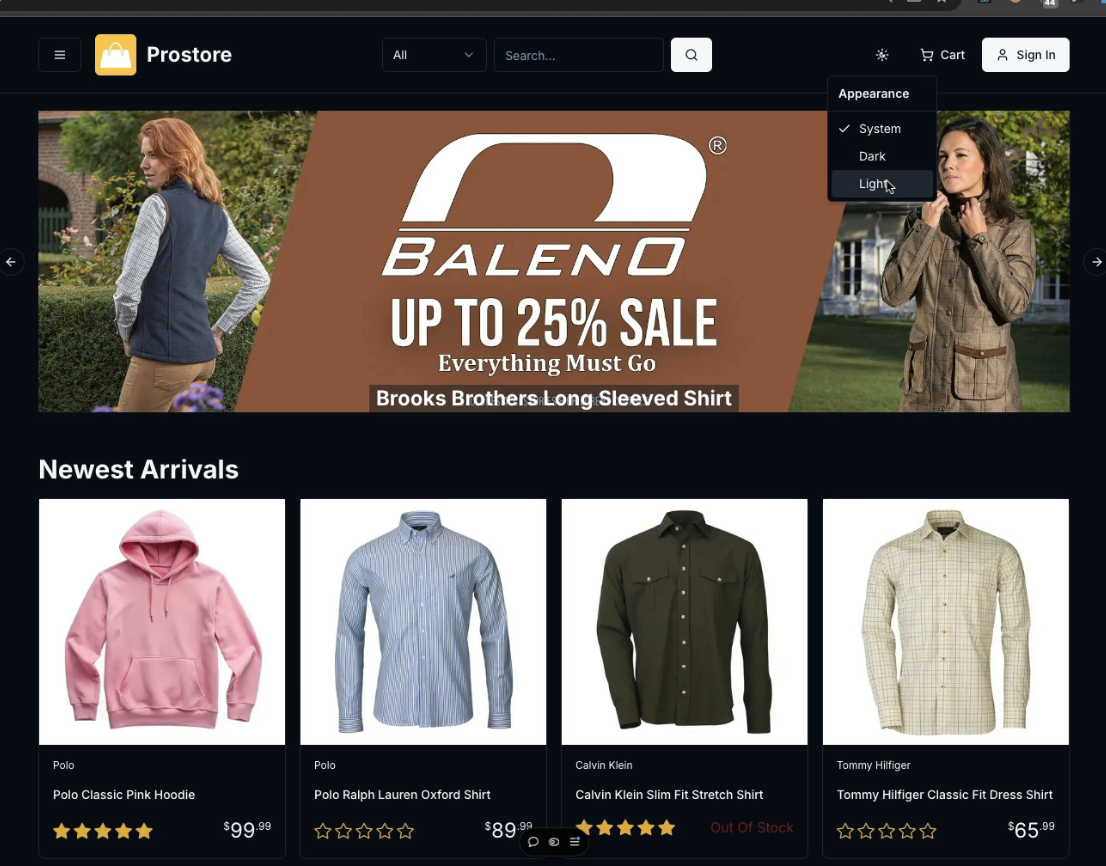 44
Prostore
All
Search...
Cart
Sign In
Appearance
System
Dark
Light
®
BALENO
UP TO 25% SALE
Everything Must Go
Brooks Brothers Long Sleeved Shirt
Newest Arrivals
Polo
Polo Classic Pink Hoodie
$99.99
Polo
Polo Ralph Lauren Oxford Shirt
$89.99
Calvin Klein
Calvin Klein Slim Fit Stretch Shirt
Out Of Stock
Tommy Hilfiger
Tommy Hilfiger Classic Fit Dress Shirt
$65.99